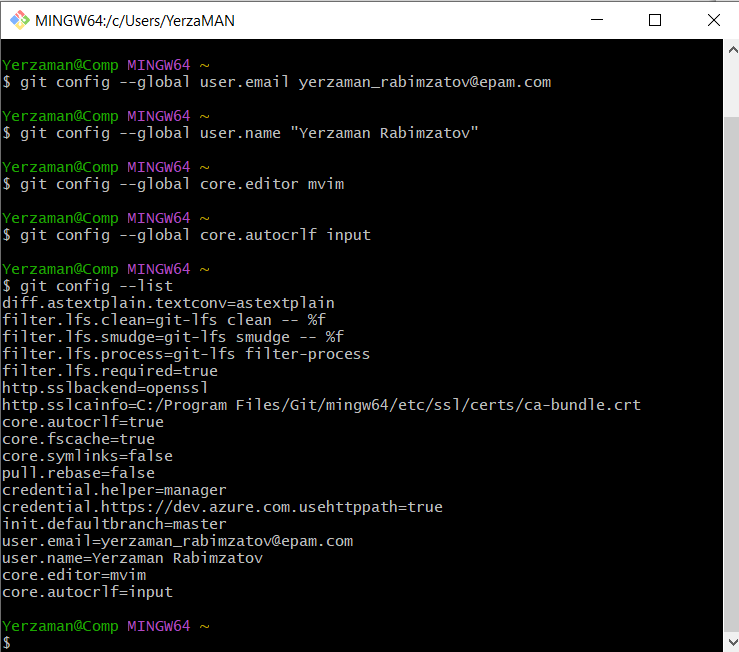 MINGW64:/c/Users/YerzaMAN
Yerzaman@Comp MINGW64 ~
$ git config --global user.email yerzaman_rabimzatov@epam.com
Yerzaman@Comp MINGW64 ~
$ git config --global user.name "Yerzaman Rabimzatov"
Yerzaman@Comp MINGW64 ~
$ git config --global core.editor mvim
Yerzaman@Comp MINGW64 ~
$ git config --global core.autocrlf input
Yerzaman@Comp MINGW64 ~
$ git config --list
diff.astextplain.textconv=astextplain
filter.lfs.clean=git-lfs clean -- %f
filter.lfs.smudge=git-lfs smudge -- %f
filter.lfs.process=git-lfs filter-process
filter.lfs.required=true
http.sslbackend=openssl
http.sslcainfo=C:/Program Files/Git/mingw64/etc/ssl/certs/ca-bundle.crt
core.autocrlf=true
core.fscache=true
core.symlinks=false
pull.rebase=false
credential.helper=manager
credential.https://dev.azure.com.usehttppath=true
init.defaultbranch=master
user.email=yerzaman_rabimzatov@epam.com
user.name=Yerzaman Rabimzatov
core.editor=mvim
core.autocrlf=input
Yerzaman@Comp MINGW64 ~
$